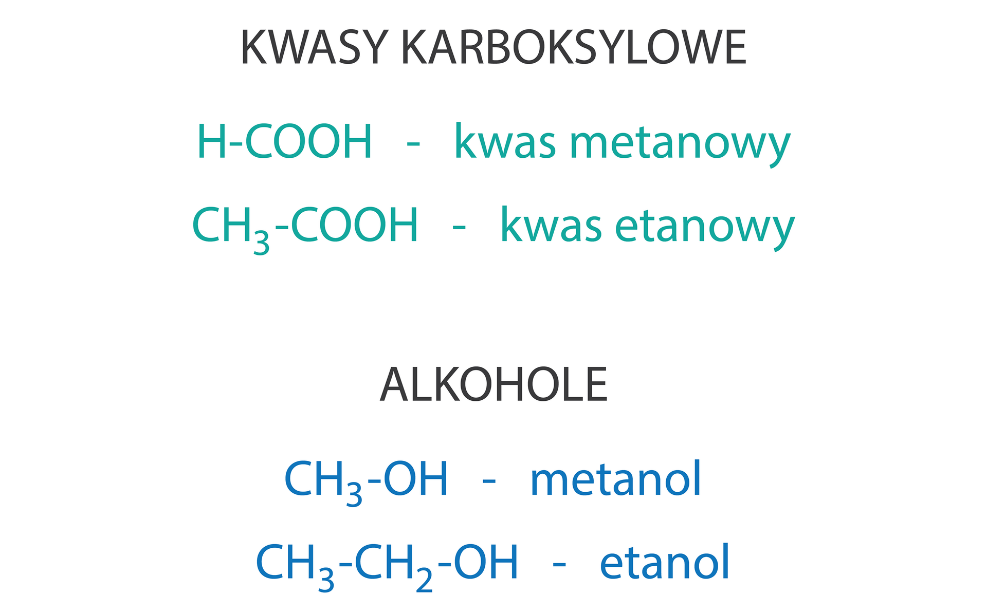 KWASY KARBOKSYLOWE
H-COOH - kwas metanowy
CH₃-COOH - kwas etanowy
ALKOHOLE
CH₃-OH - metanol
CH₃-CH₂-OH - etanol